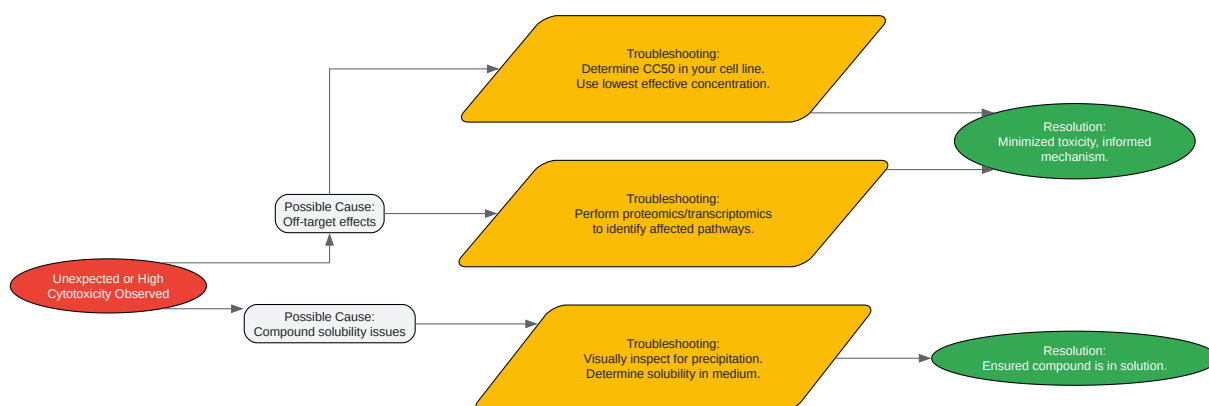 Troubleshooting:
Determine CC50 in your cell line.
Use lowest effective concentration.
Resolution:
Minimized toxicity, informed
mechanism.
Troubleshooting:
Perform proteomics/transcriptomics
to identify affected pathways.
Possible Cause:
Off-target effects
Unexpected or High
Cytotoxicity Observed
Possible Cause:
Compound solubility issues
Troubleshooting:
Visually inspect for precipitation.
Determine solubility in medium.
Resolution:
Ensured compound is in solution.